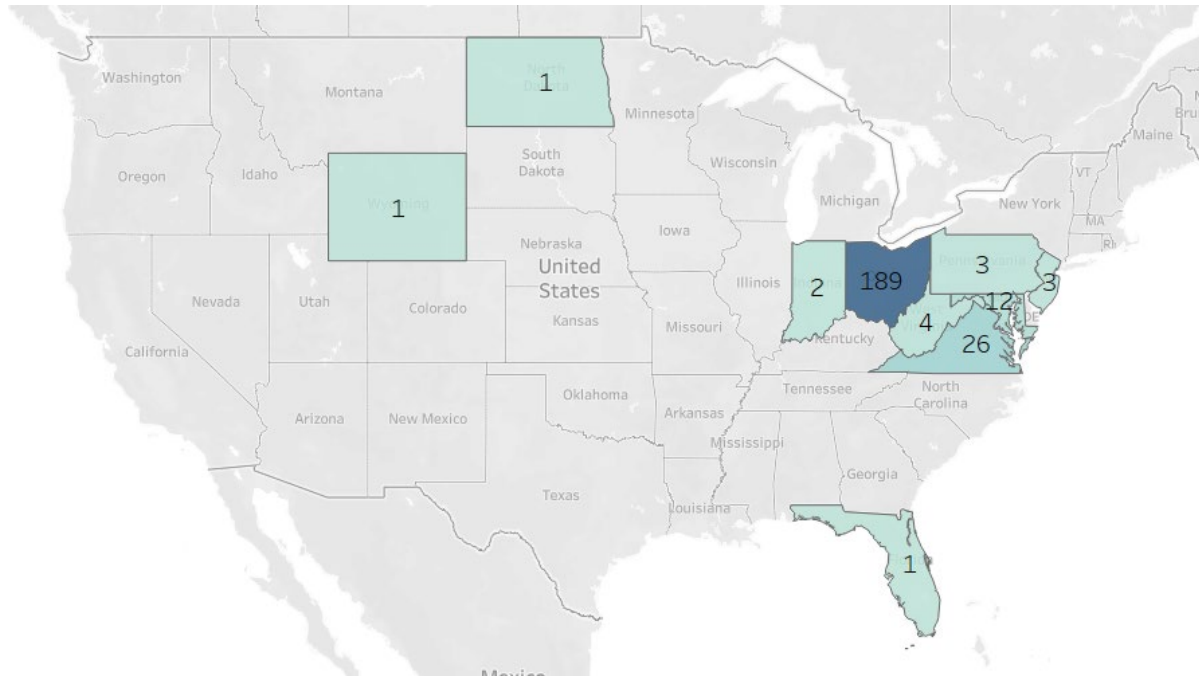 Washington
Montana
North
Dakota
1
Minnesota
Maine
Oregon
Idaho
South
Dakota
Wisconsin
Michigan
VT
New York
MA
RI
Wyoming
1
Nebraska
Iowa
United
States
Nevada
Utah
Colorado
Kansas
Illinois
2
189
Pennsylvania
3
3
12
DE
4
26
Missouri
Kentucky
California
Arizona
New Mexico
Oklahoma
Arkansas
Tennessee
North
Carolina
Mississippi
Georgia
Texas
Louisiana
1
Mexico